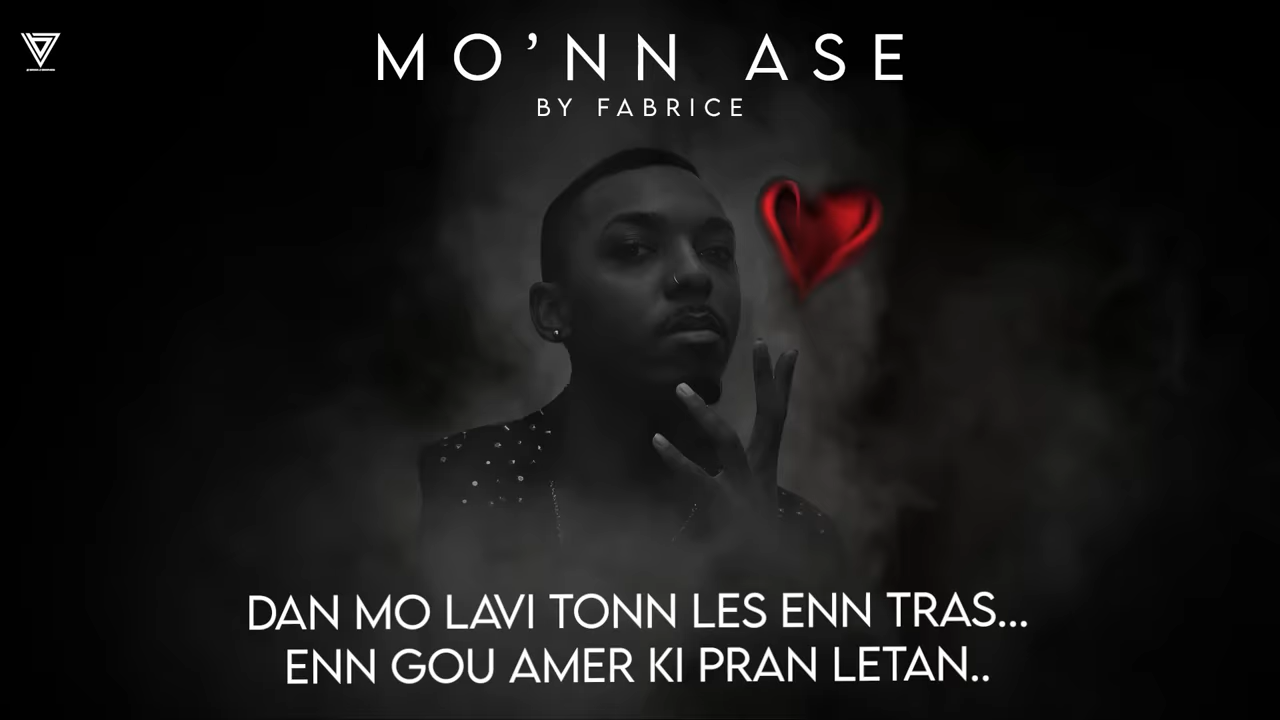 MO'NN ASE
BY FABRICE
DAN MO LAVI TONN LES ENN TRAS...
ENN GOU AMER KI PRAN LETAN..